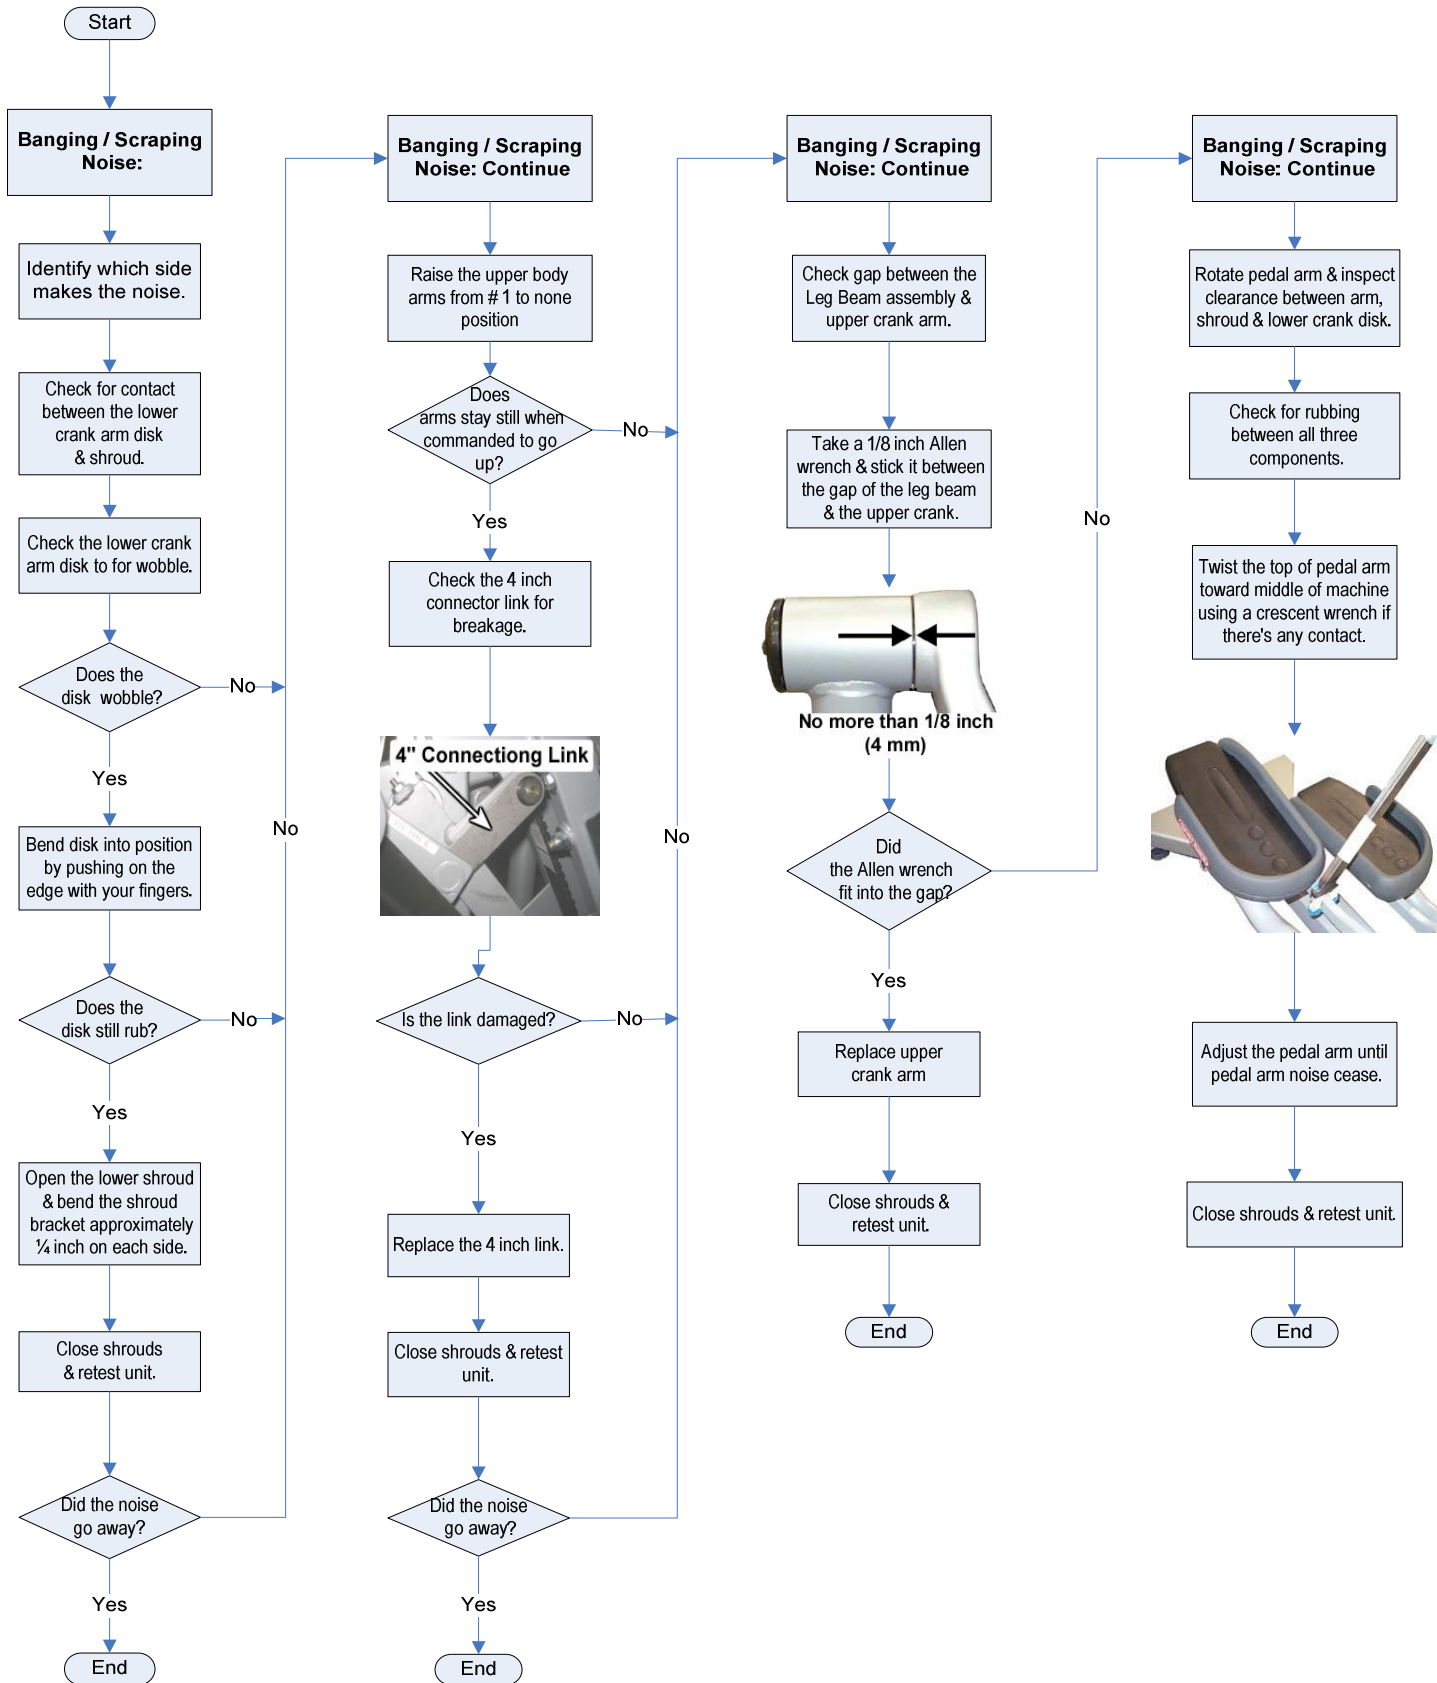 Start
Banging / Scraping
Noise:
Identify which side
makes the noise.
Check for contact
between the lower
crank arm disk
& shroud.
Check the lower crank
arm disk to for wobble.
Does the
disk wobble?
No
Yes
Bend disk into position
by pushing on the
edge with your fingers.
Does the
disk still rub?
No
Yes
Open the lower shroud
& bend the shroud
bracket approximately
¼ inch on each side.
Close shrouds
& retest unit.
Did the noise
go away?
No
Yes
End
Banging / Scraping
Noise: Continue
Raise the upper body
arms from # 1 to none
position
Does
arms stay still when
commanded to go
up?
No
Yes
Check the 4 inch
connector link for
breakage.
4" Connectiong Link
Is the link damaged?
No
Yes
Replace the 4 inch link.
Close shrouds & retest
unit.
Did the noise
go away?
No
Yes
End
Banging / Scraping
Noise: Continue
Check gap between the
Leg Beam assembly &
upper crank arm.
Take a 1/8 inch Allen
wrench & stick it between
the gap of the leg beam
& the upper crank.
No more than 1/8 inch
(4 mm)
Did
the Allen wrench
fit into the gap?
No
Yes
Replace upper
crank arm
Close shrouds &
retest unit.
End
Banging / Scraping
Noise: Continue
Rotate pedal arm & inspect
clearance between arm,
shroud & lower crank disk.
Check for rubbing
between all three
components.
Twist the top of pedal arm
toward middle of machine
using a crescent wrench if
there's any contact.
Adjust the pedal arm until
pedal arm noise cease.
Close shrouds & retest unit.
End